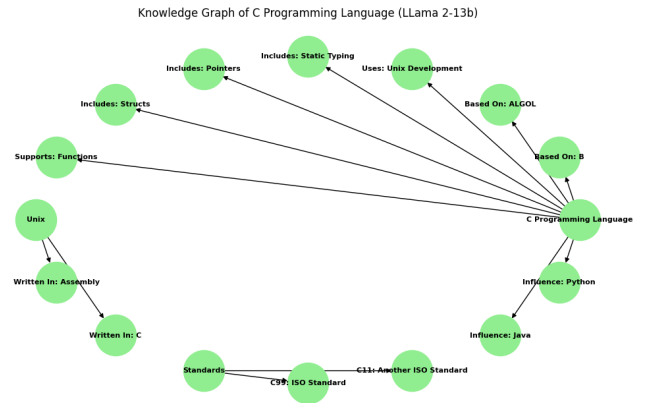 Knowledge Graph of C Programming Language (LLama 2-13b)
Includes: Static Typing
Includes: Pointers
Uses: Unix Development
Includes: Structs
Based On: ALGOL
Supports: Functions
Based On: B
Unix
C Programming Language
Written In: Assembly
Influence: Python
Written In: C
Influence: Java
Standards
C11: Another ISO Standard
C99: ISO Standard